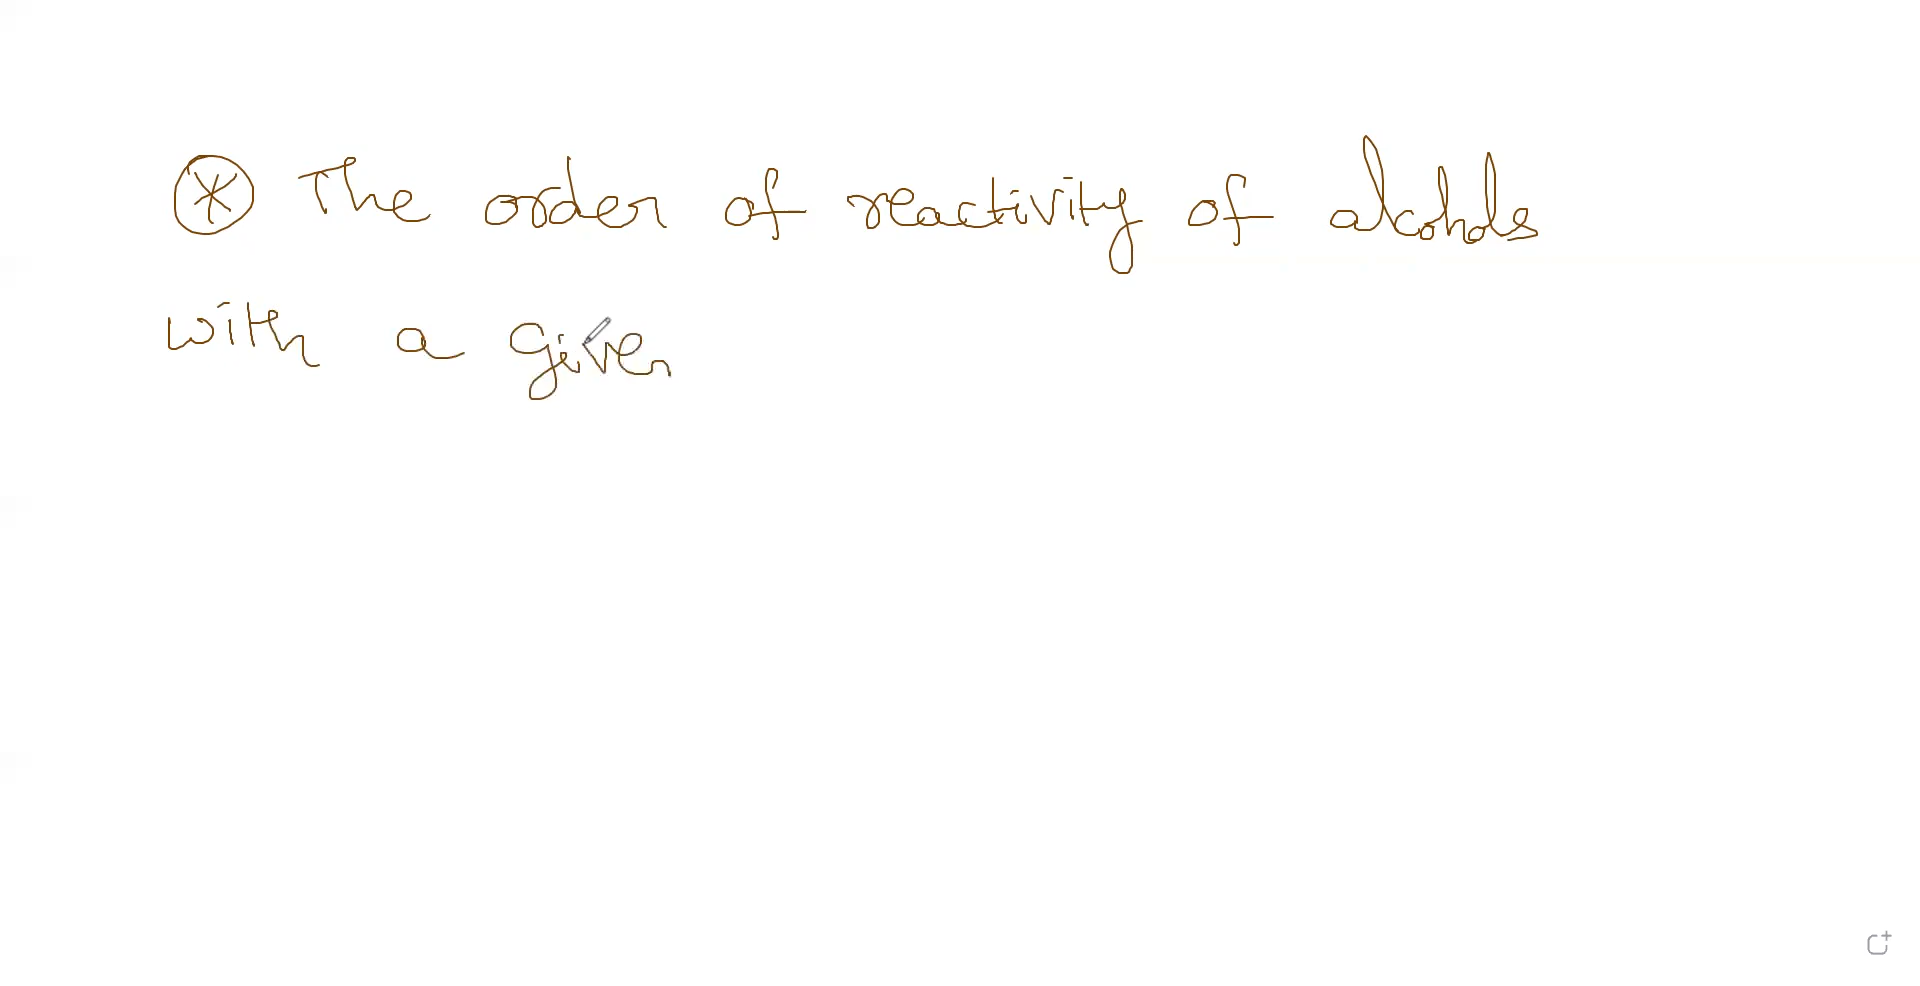 The order of reactivity of alcohols
with a given